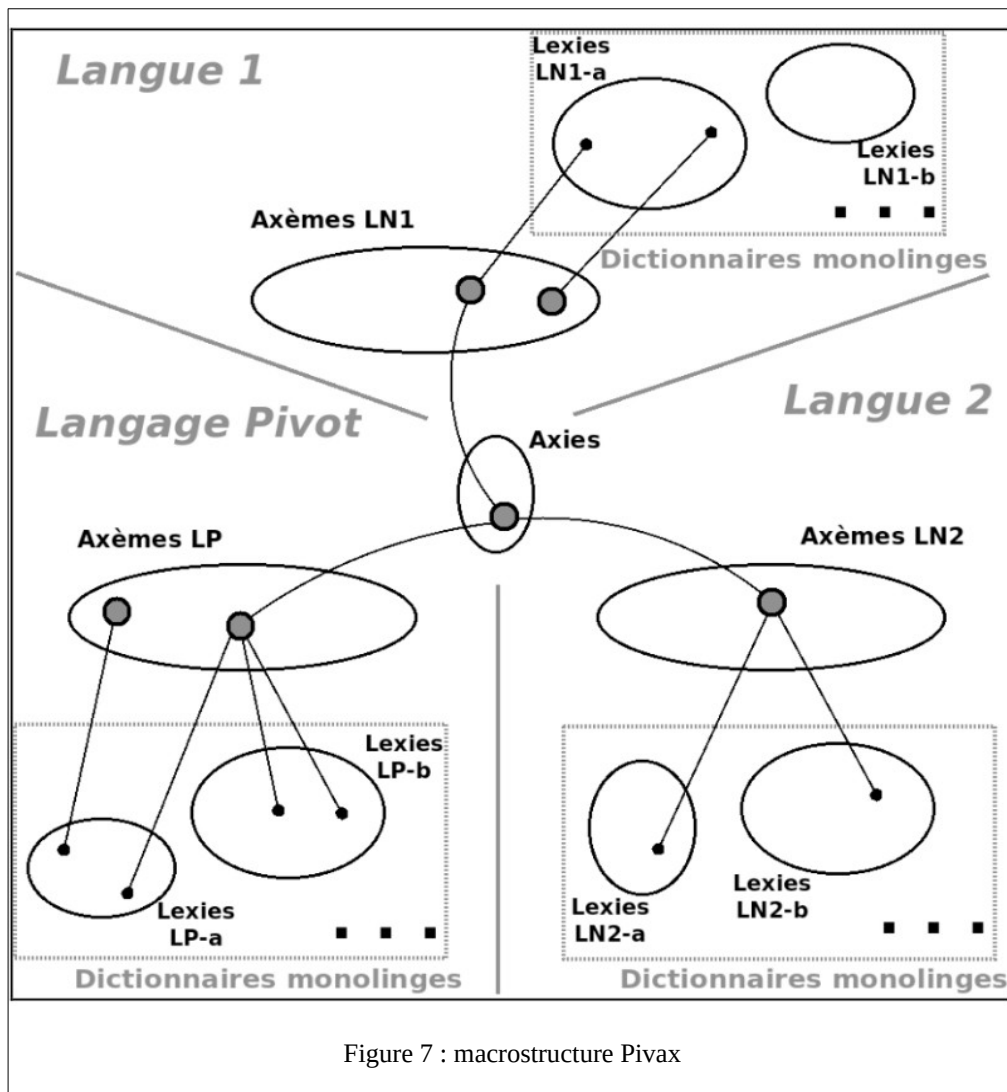 Langue 1
Lexies
LN1-a
Lexies
LN1-b
Axèmes LN1
Dictionnaires monolinges
Langage Pivot
Langue 2
Axies
Axèmes LP
Axèmes LN2
Lexies
LP-b
Lexies
LP-a
Lexies
LN2-a
Lexies
LN2-b
Dictionnaires monolinges
Dictionnaires monolinges
Figure 7 : macrostructure Pivax